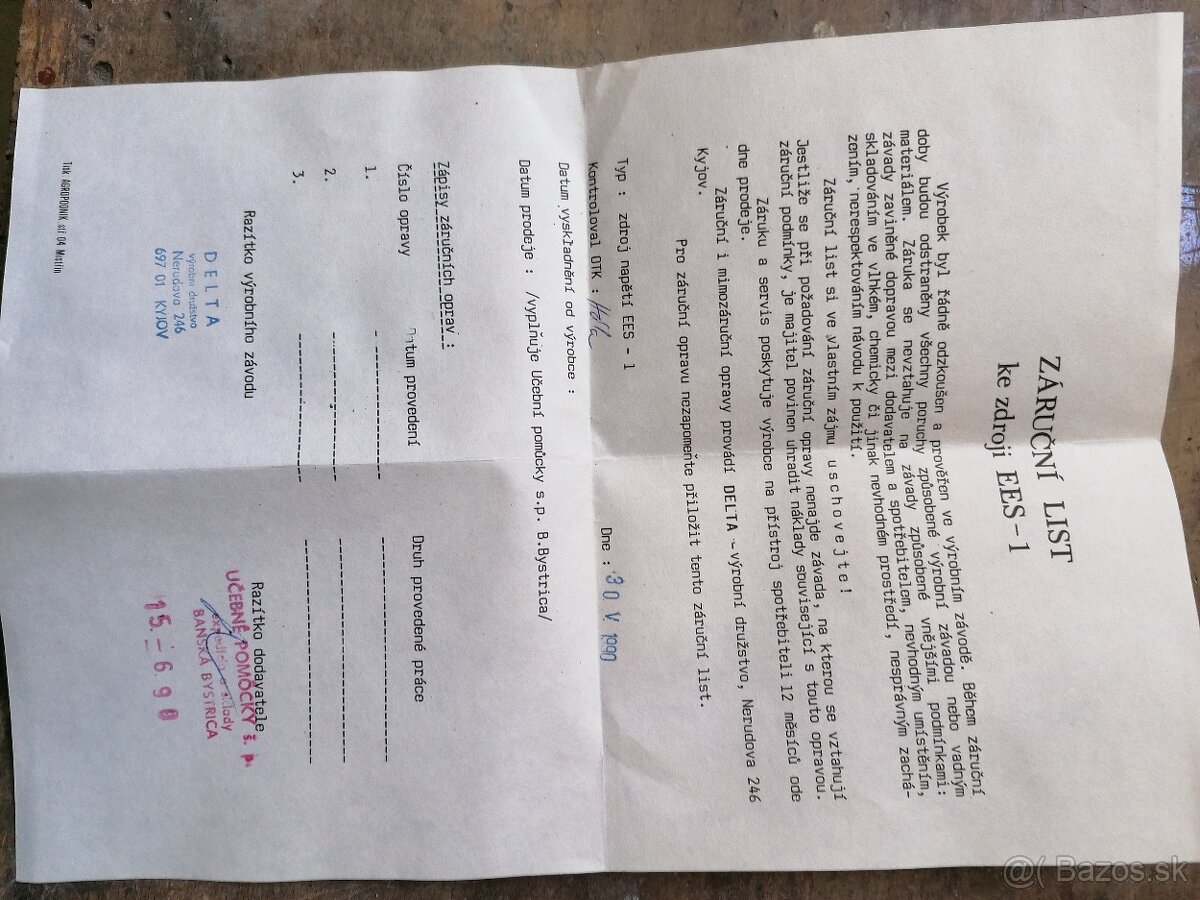 ZÁRUČNÍ LIST
ke zdroji EES-1
Výrobek byl řádně odzkoušen a prověřen ve výrobním závodě. Během záruční
doby budou odstraněny všechny poruchy způsobené výrobní závadou nebo vadným
materiálem. Záruka se nevztahuje na závady způsobené vnějšími podmínkami:
závady zaviněné dopravou mezi dodavatelem a spotřebitelem, nevhodným umístěním,
skladováním ve vlhkém, chemicky či jinak nevhodném prostředí, nesprávným zachá-
zením, nerespektováním návodu k použití.
Záruční list si ve vlastním zájmu u s c h o v e j t e !
Jestliže se při požadování záruční opravy nenajde závada, na kterou se vztahují
záruční podmínky, je majitel povinen uhradit náklady související s touto opravou.
Záruku a servis poskytuje výrobce na přístroj spotřebiteli 12 měsíců ode
dne prodeje.
Záruční i mimozáruční opravy provádí DELTA - výrobní družstvo, Nerudova 246
Kyjov.
Pro záruční opravu nezapomeňte přiložit tento záruční list.
Typ : zdroj napětí EES - 1
Kontroloval OTK : Dne : 30 V 1990
Datum vyskladnění od výrobce :
Datum prodeje : /vyplňuje Učební pomůcky s.p. B.Bystrica/
Zápisy záručních oprav :
Číslo opravy Datum provedení Druh provedené práce
1.
2.
3.
Razítko výrobního závodu Razítko dodavatele
DELTA
výrobní družstvo
Nerudova 246
697 01 KYJOV
UČEBNÉ POMÔCKY š. p.
expedícia a sklady
BANSKÁ BYSTRICA
15. - 6. 90
Tisk AGROPODNIK stř. 04 Mistřín
@( Bazos.sk